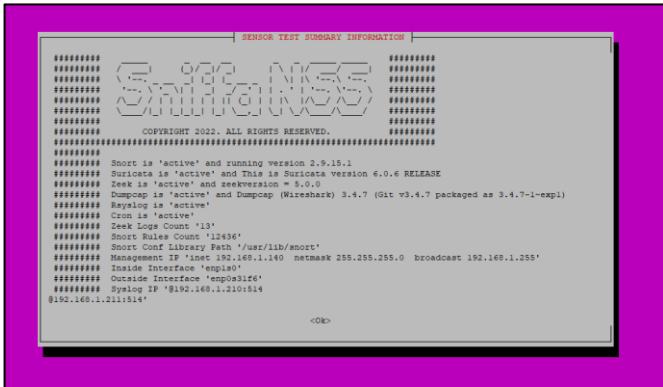 SENSOR TEST SUMMARY INFORMATION
#########
#########
#########
#########
SnifaNSS
COPYRIGHT 2022. ALL RIGHTS RESERVED.
######### Snort is 'active' and running version 2.9.15.1
######### Suricata is 'active' and This is Suricata version 6.0.6 RELEASE
######### Zeek is 'active' and zeekversion = 5.0.0
######### Dumpcap is 'active' and Dumpcap (Wireshark) 3.4.7 (Git v3.4.7 packaged as 3.4.7-1~exp1)
######### Rsyslog is 'active'
######### Cron is 'active'
######### Zeek Logs Count '13'
######### Snort Rules Count '12436'
######### Snort Conf Library Path '/usr/lib/snort'
######### Management IP 'inet 192.168.1.140 netmask 255.255.255.0 broadcast 192.168.1.255'
######### Inside Interface 'enp1s0'
######### Outside Interface 'enp0s31f6'
######### Syslog IP '@192.168.1.210:514
@192.168.1.211:514'
<Ok>